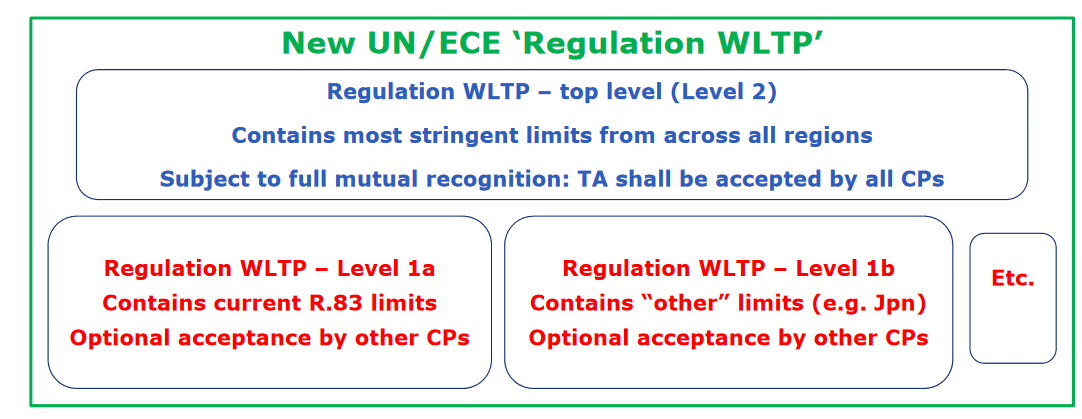 New UN/ECE ‘Regulation WLTP’
Regulation WLTP – top level (Level 2)
Contains most stringent limits from across all regions
Subject to full mutual recognition: TA shall be accepted by all CPs
Regulation WLTP – Level 1a
Contains current R.83 limits
Optional acceptance by other CPs
Regulation WLTP – Level 1b
Contains “other” limits (e.g. Jpn)
Optional acceptance by other CPs
Etc.